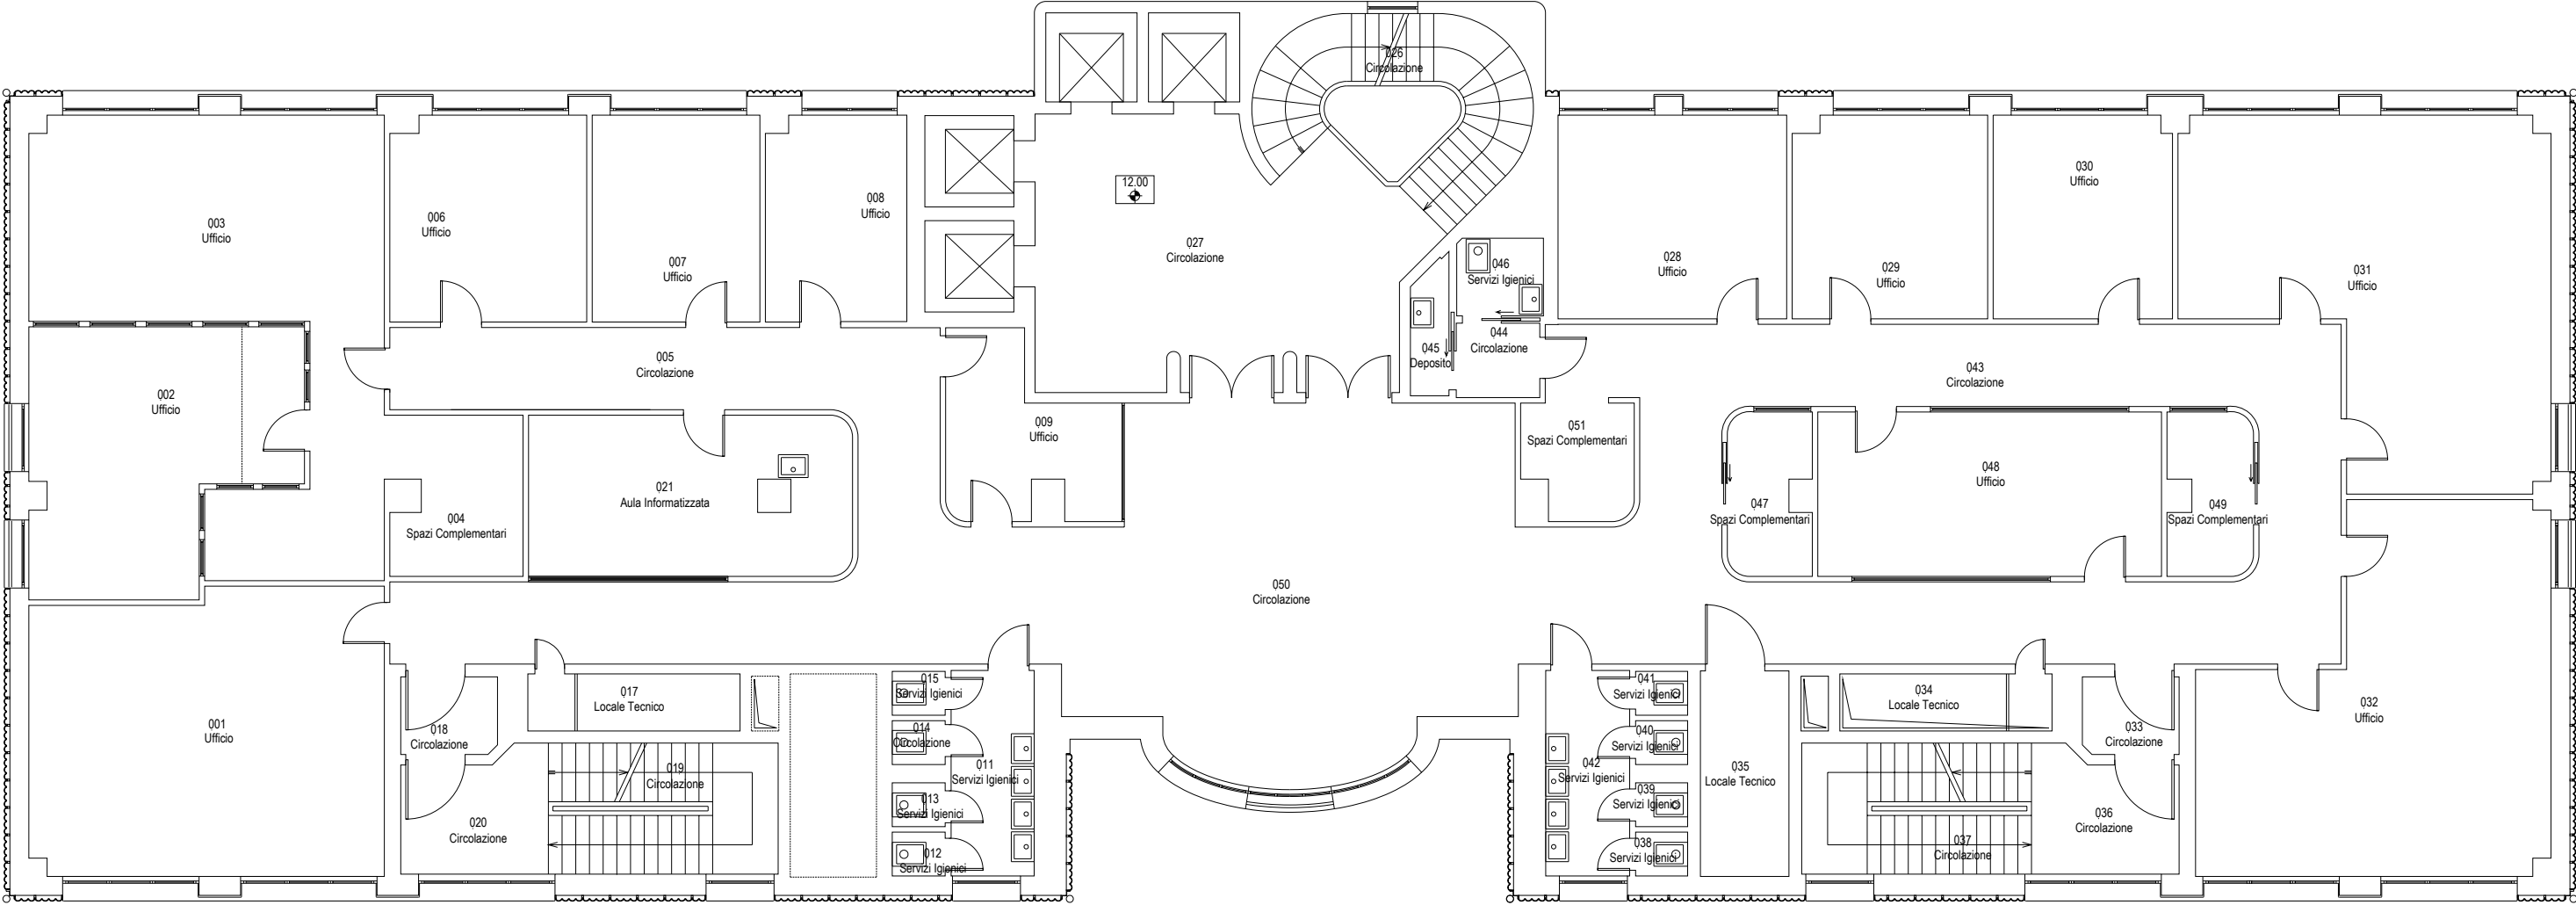 026
Circolazione
12.00
003
Ufficio
006
Ufficio
007
Ufficio
008
Ufficio
027
Circolazione
046
Servizi Igienici
028
Ufficio
029
Ufficio
030
Ufficio
031
Ufficio
002
Ufficio
005
Circolazione
009
Ufficio
045
Deposito
044
Circolazione
043
Circolazione
051
Spazi Complementari
004
Spazi Complementari
021
Aula Informatizzata
047
Spazi Complementari
048
Ufficio
049
Spazi Complementari
050
Circolazione
001
Ufficio
018
Circolazione
017
Locale Tecnico
019
Circolazione
020
Circolazione
015
Servizi Igienici
014
Circolazione
011
Servizi Igienici
013
Servizi Igienici
012
Servizi Igienici
041
Servizi Igienici
040
Servizi Igienici
042
Servizi Igienici
039
Servizi Igienici
038
Servizi Igienici
035
Locale Tecnico
034
Locale Tecnico
033
Circolazione
036
Circolazione
037
Circolazione
032
Ufficio